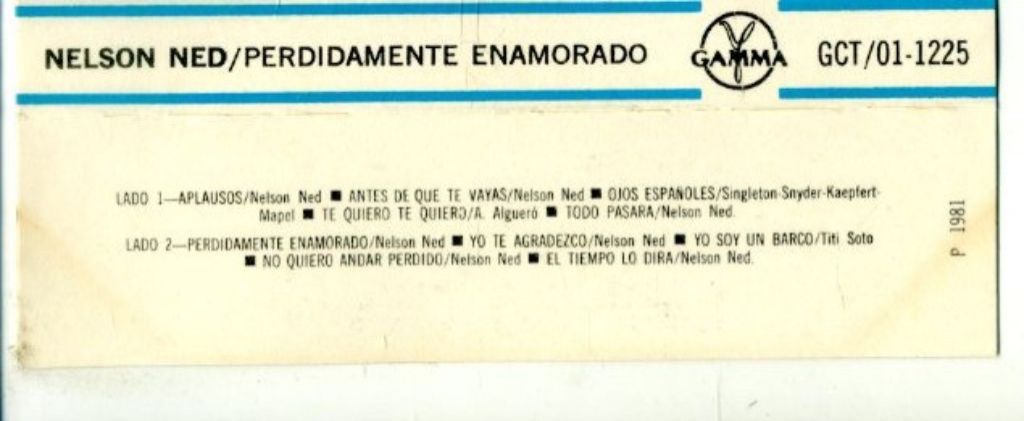 NELSON NED/PERDIDAMENTE ENAMORADO GAMMA GCT/01-1225
LADO 1—APLAUSOS/Nelson Ned ■ ANTES DE QUE TE VAYAS/Nelson Ned ■ OJOS ESPAÑOLES/Singleton-Snyder-Kaepfert-
Mapel ■ TE QUIERO TE QUIERO/A. Algueró ■ TODO PASARA/Nelson Ned.
LADO 2—PERDIDAMENTE ENAMORADO/Nelson Ned ■ YO TE AGRADEZCO/Nelson Ned ■ YO SOY UN BARCO/Titi Soto
■ NO QUIERO ANDAR PERDIDO/Nelson Ned ■ EL TIEMPO LO DIRA/Nelson Ned.
P 1981